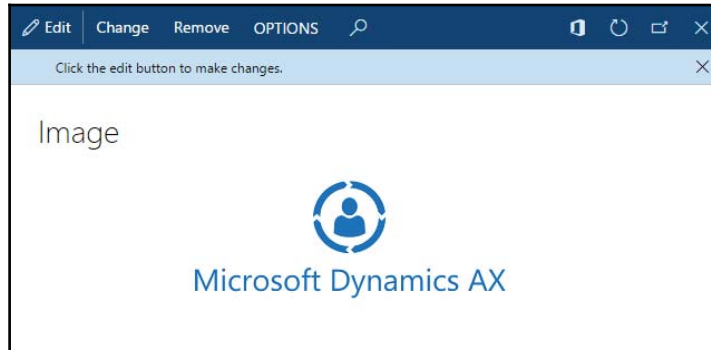 Edit Change Remove OPTIONS
Click the edit button to make changes.
Image
Microsoft Dynamics AX